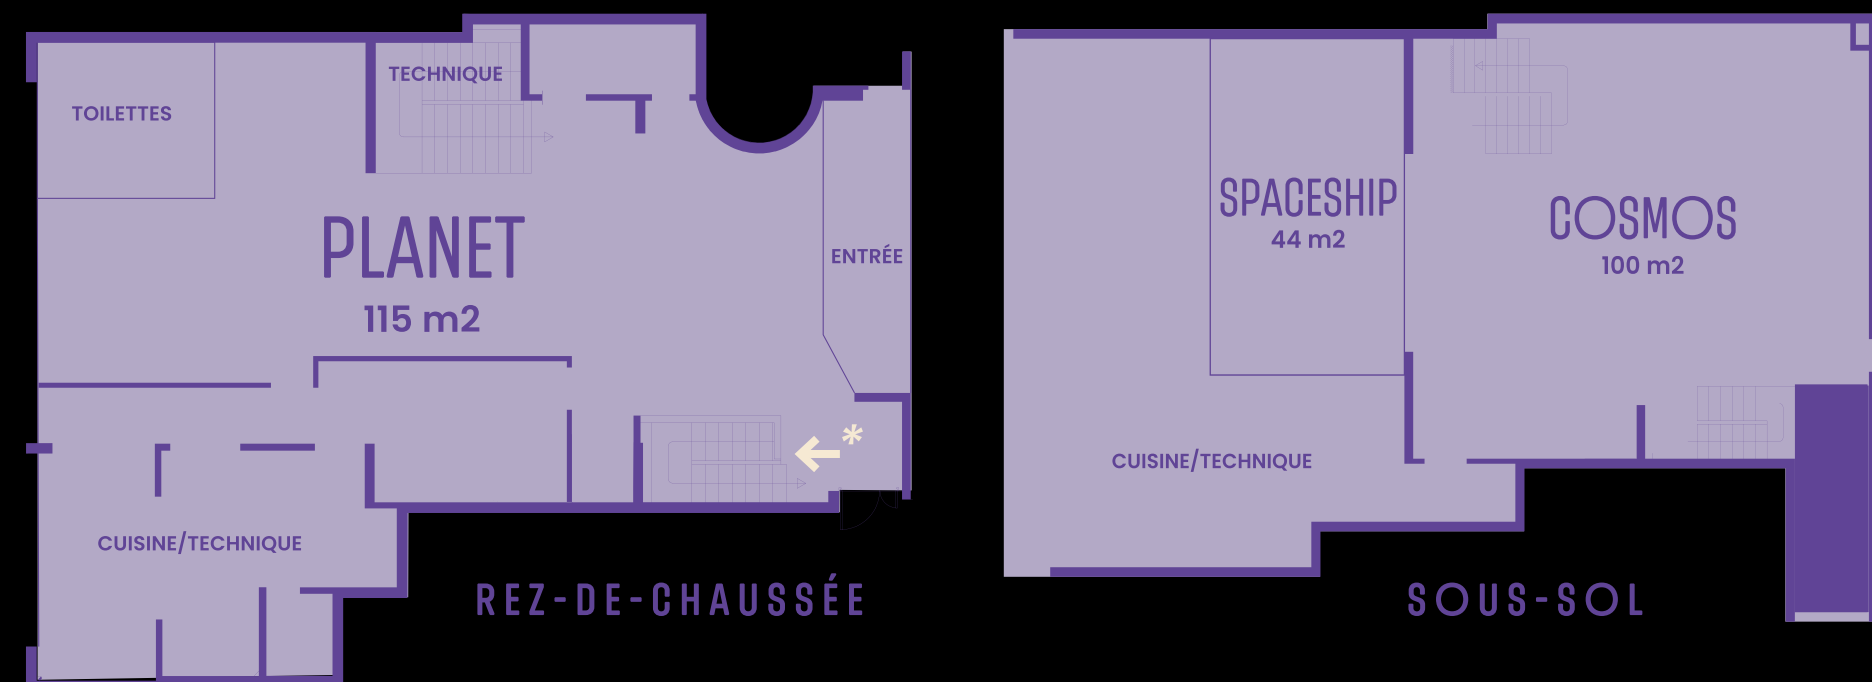 TECHNIQUE
TOILETTES
PLANET
115 m2
ENTRÉE
*
CUISINE/TECHNIQUE
REZ-DE-CHAUSSÉE
SPACESHIP
44 m2
COSMOS
100 m2
CUISINE/TECHNIQUE
SOUS-SOL